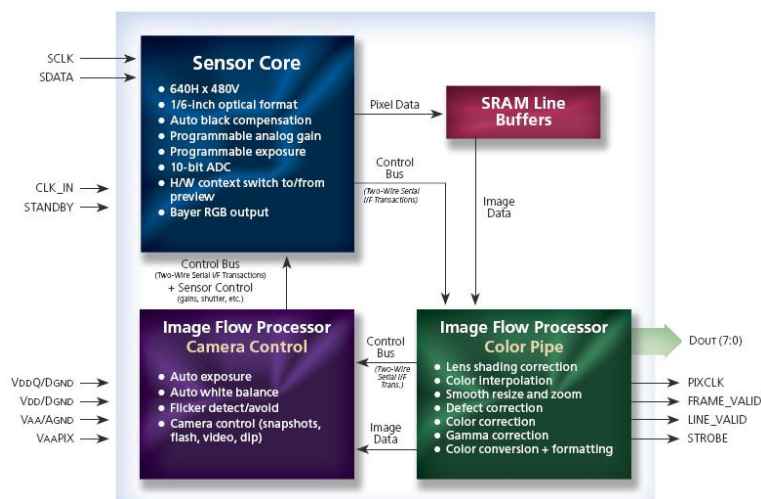 SCLK
SDATA
CLK_IN
STANDBY
VDDQ/DGND
VDD/DGND
VAA/AGND
VAAPIX
Sensor Core
• 640H x 480V
• 1/6-inch optical format
• Auto black compensation
• Programmable analog gain
• Programmable exposure
• 10-bit ADC
• H/W context switch to/from
preview
• Bayer RGB output
Pixel Data
SRAM Line
Buffers
Control
Bus
(Two-Wire Serial
I/F Transactions)
Image
Data
Control Bus
(Two-Wire Serial I/F Transactions)
+ Sensor Control
(gains, shutter, etc.)
Image Flow Processor
Camera Control
• Auto exposure
• Auto white balance
• Flicker detect/avoid
• Camera control (snapshots,
flash, video, dip)
Control
Bus
(Two-Wire
Serial I/F
Trans.)
Image
Data
Image Flow Processor
Color Pipe
• Lens shading correction
• Color interpolation
• Smooth resize and zoom
• Defect correction
• Color correction
• Gamma correction
• Color conversion + formatting
DOUT (7:0)
PIXCLK
FRAME_VALID
LINE_VALID
STROBE